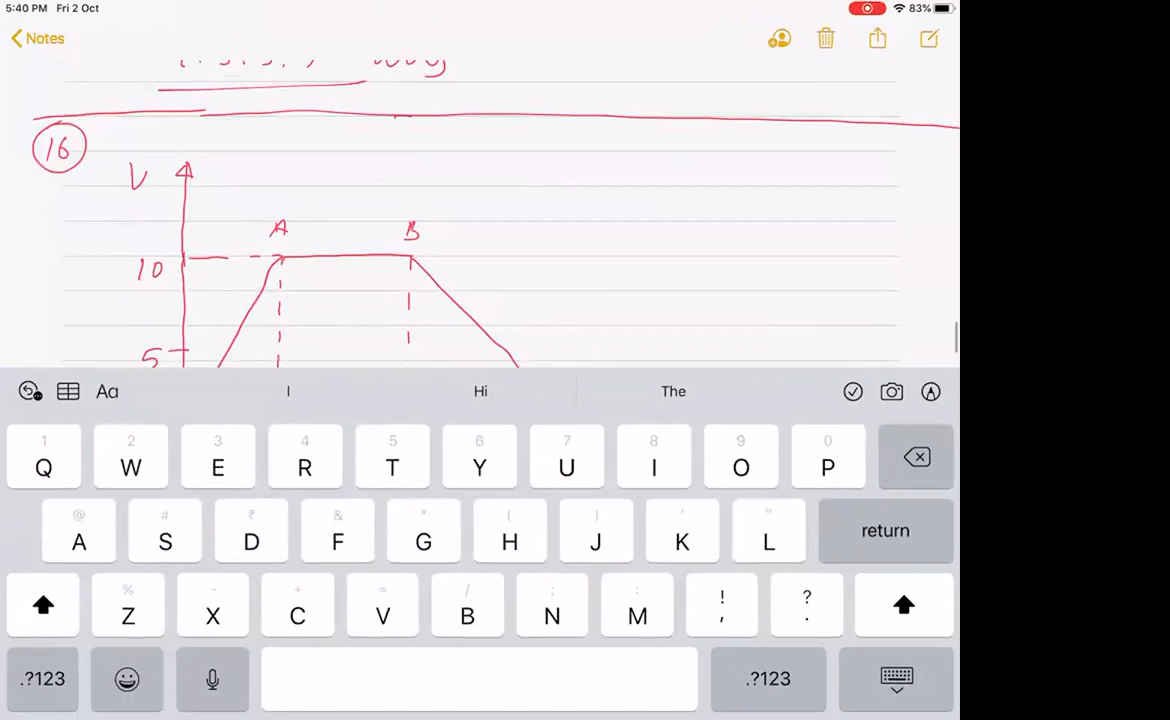 5:40 PM Fri 2 Oct
83%
Notes
16
V
A
B
10
5
Aa
I
Hi
The
1 2 3 4 5 6 7 8 9 0
Q W E R T Y U I O P
@ # ₹ & * ( ) ' "
A S D F G H J K L
return
% - + = / ; : ! ?
Z X C V B N M , .
.?123
.?123